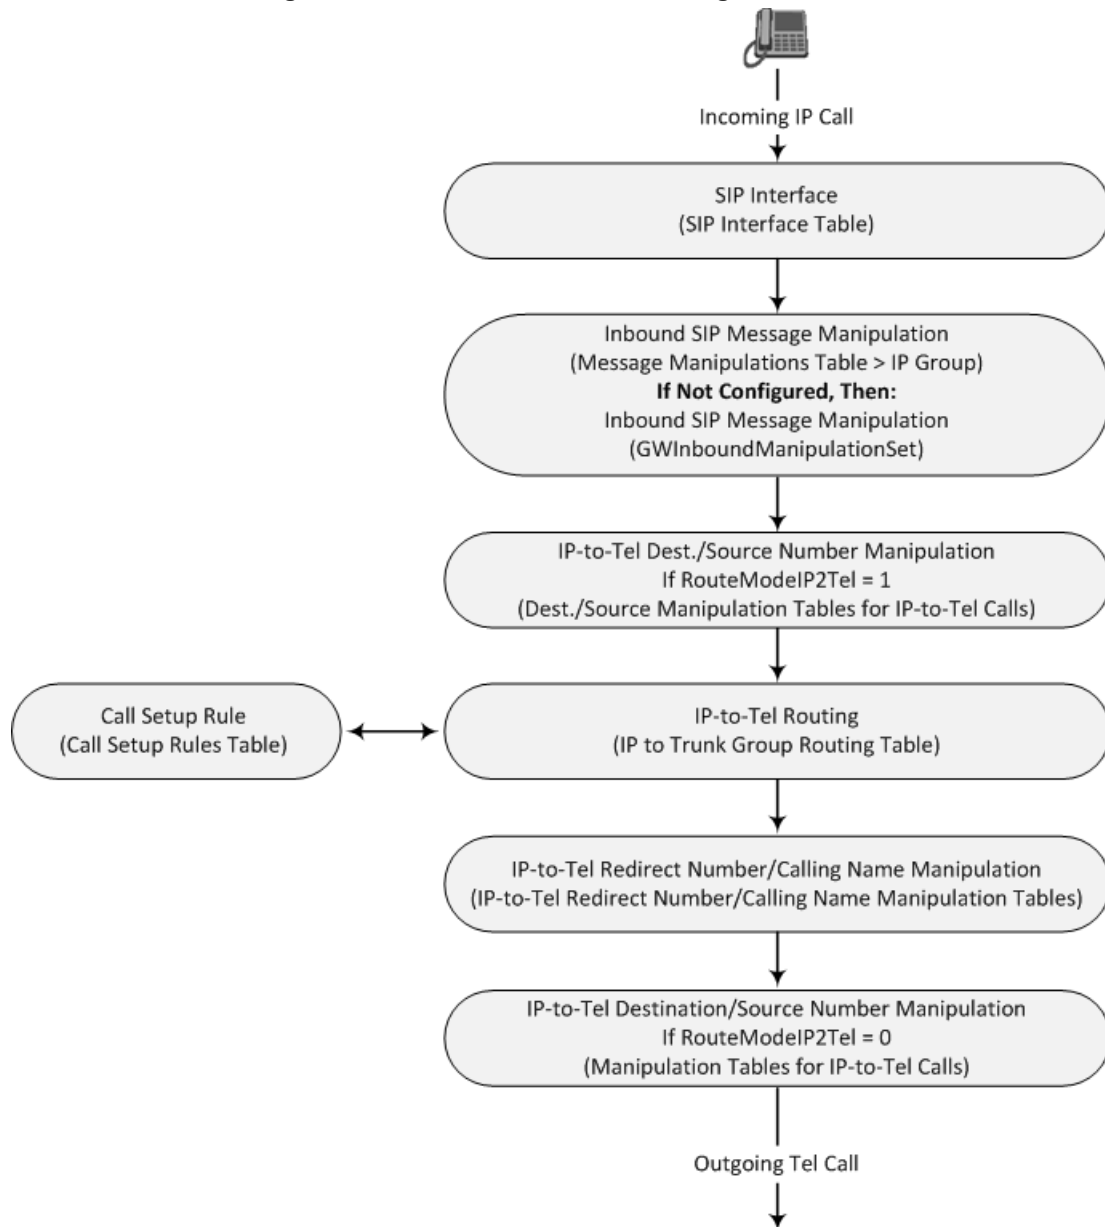 Incoming IP Call
SIP Interface
(SIP Interface Table)
Inbound SIP Message Manipulation
(Message Manipulations Table > IP Group)
If Not Configured, Then:
Inbound SIP Message Manipulation
(GWInboundManipulationSet)
IP-to-Tel Dest./Source Number Manipulation
If RouteModeIP2Tel = 1
(Dest./Source Manipulation Tables for IP-to-Tel Calls)
Call Setup Rule
(Call Setup Rules Table)
IP-to-Tel Routing
(IP to Trunk Group Routing Table)
IP-to-Tel Redirect Number/Calling Name Manipulation
(IP-to-Tel Redirect Number/Calling Name Manipulation Tables)
IP-to-Tel Destination/Source Number Manipulation
If RouteModeIP2Tel = 0
(Manipulation Tables for IP-to-Tel Calls)
Outgoing Tel Call